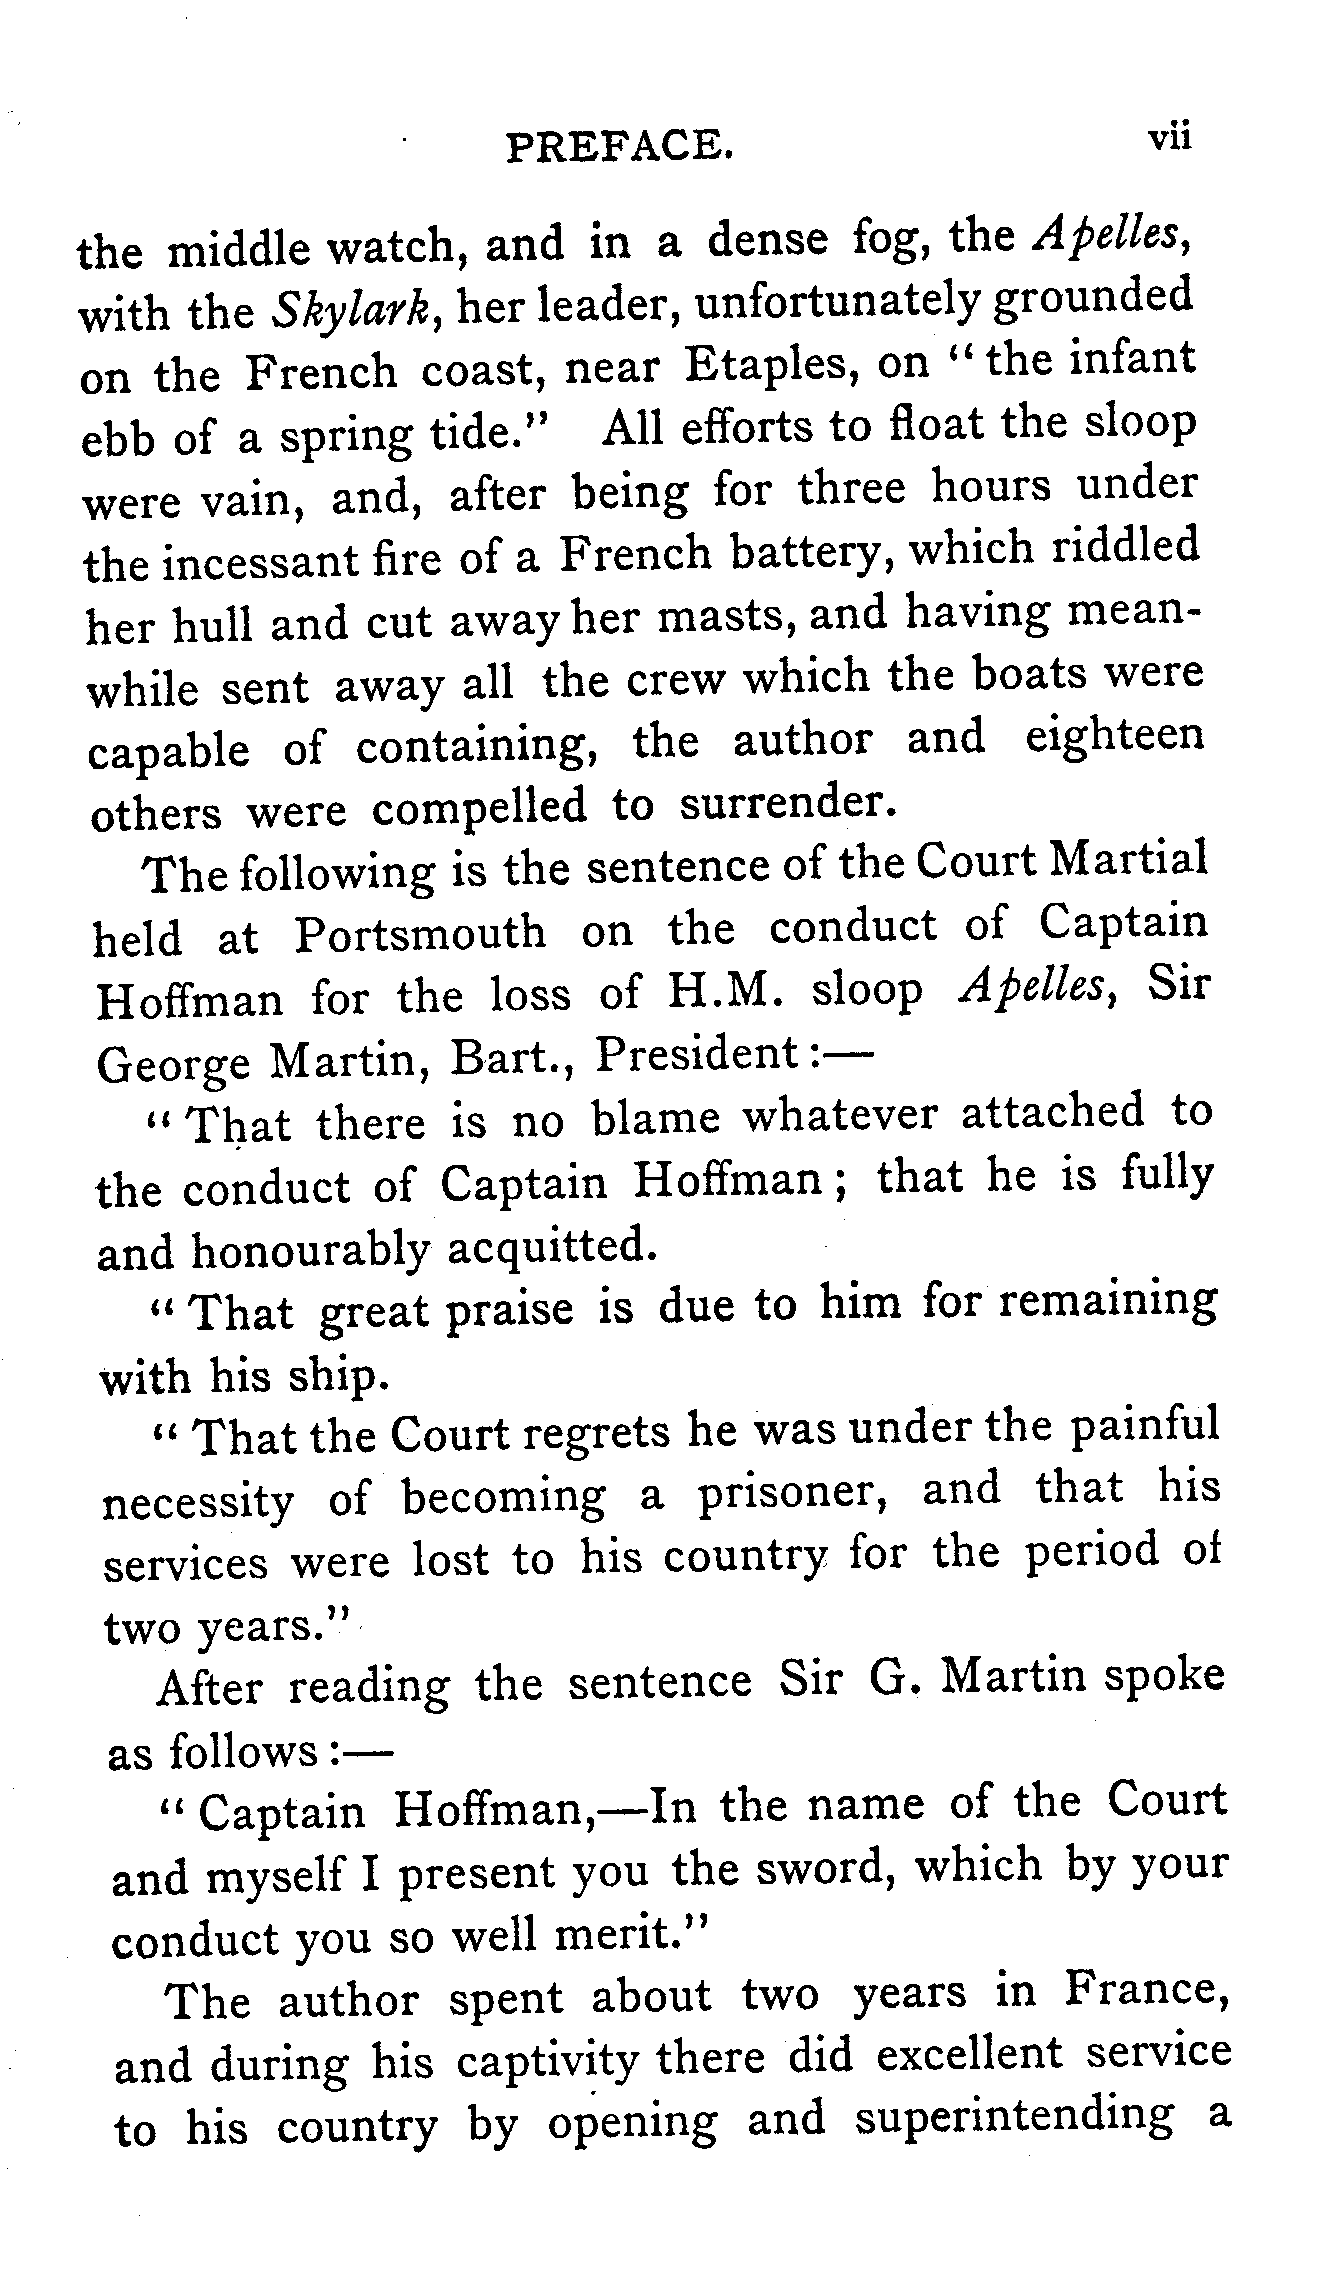 PREFACE. vii
the middle watch, and in a dense fog, the Apelles,
with the Skylark, her leader, unfortunately grounded
on the French coast, near Etaples, on “ the infant
ebb of a spring tide.” All efforts to float the sloop
were vain, and, after being for three hours under
the incessant fire of a French battery, which riddled
her hull and cut away her masts, and having mean-
while sent away all the crew which the boats were
capable of containing, the author and eighteen
others were compelled to surrender.
The following is the sentence of the Court Martial
held at Portsmouth on the conduct of Captain
Hoffman for the loss of H.M. sloop Apelles, Sir
George Martin, Bart., President :—
“ That there is no blame whatever attached to
the conduct of Captain Hoffman ; that he is fully
and honourably acquitted.
“ That great praise is due to him for remaining
with his ship.
“ That the Court regrets he was under the painful
necessity of becoming a prisoner, and that his
services were lost to his country for the period of
two years.”
After reading the sentence Sir G. Martin spoke
as follows :—
“ Captain Hoffman,—In the name of the Court
and myself I present you the sword, which by your
conduct you so well merit.”
The author spent about two years in France,
and during his captivity there did excellent service
to his country by opening and superintending a